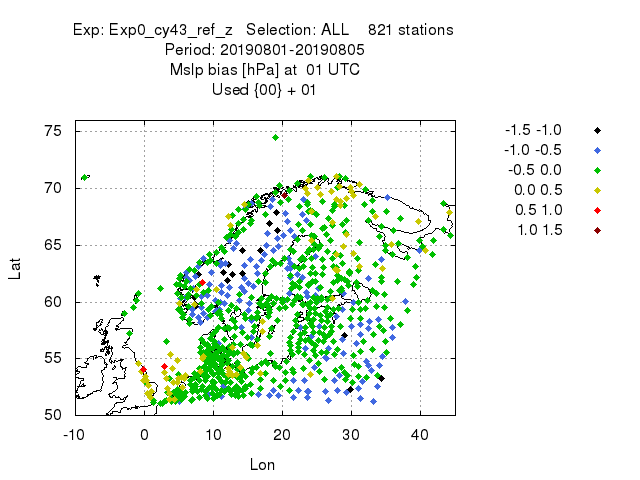 Exp: Exp0_cy43_ref_z Selection: ALL 821 stations
Period: 20190801-20190805
Mslp bias [hPa] at 01 UTC
Used {00} + 01
75
70
65
60
55
50
Lat
-10 0 10 20 30 40
Lon
-1.5 -1.0
-1.0 -0.5
-0.5 0.0
0.0 0.5
0.5 1.0
1.0 1.5